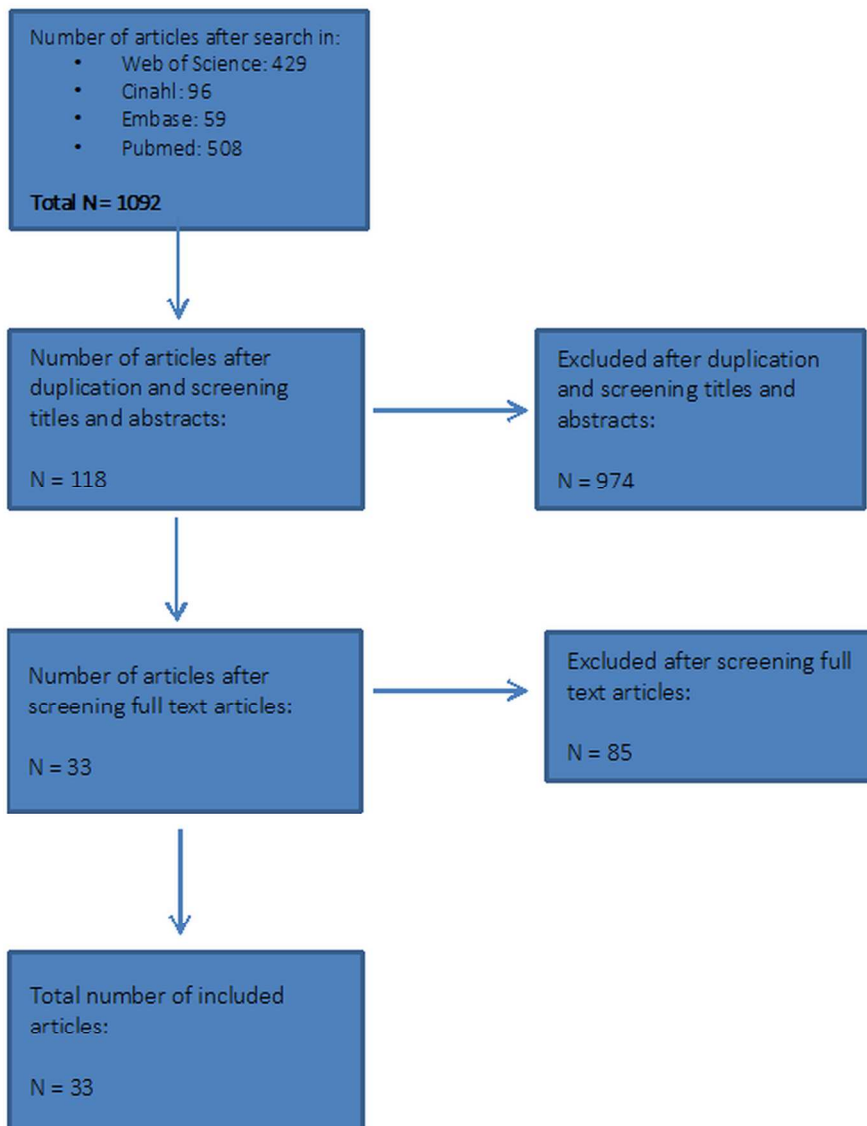 Number of articles after search in:
• Web of Science: 429
• Cinahl: 96
• Embase: 59
• Pubmed: 508
Total N= 1092
Number of articles after
duplication and screening
titles and abstracts:
N = 118
Excluded after duplication
and screening titles and
abstracts:
N = 974
Number of articles after
screening full text articles:
N = 33
Excluded after screening full
text articles:
N = 85
Total number of included
articles:
N = 33